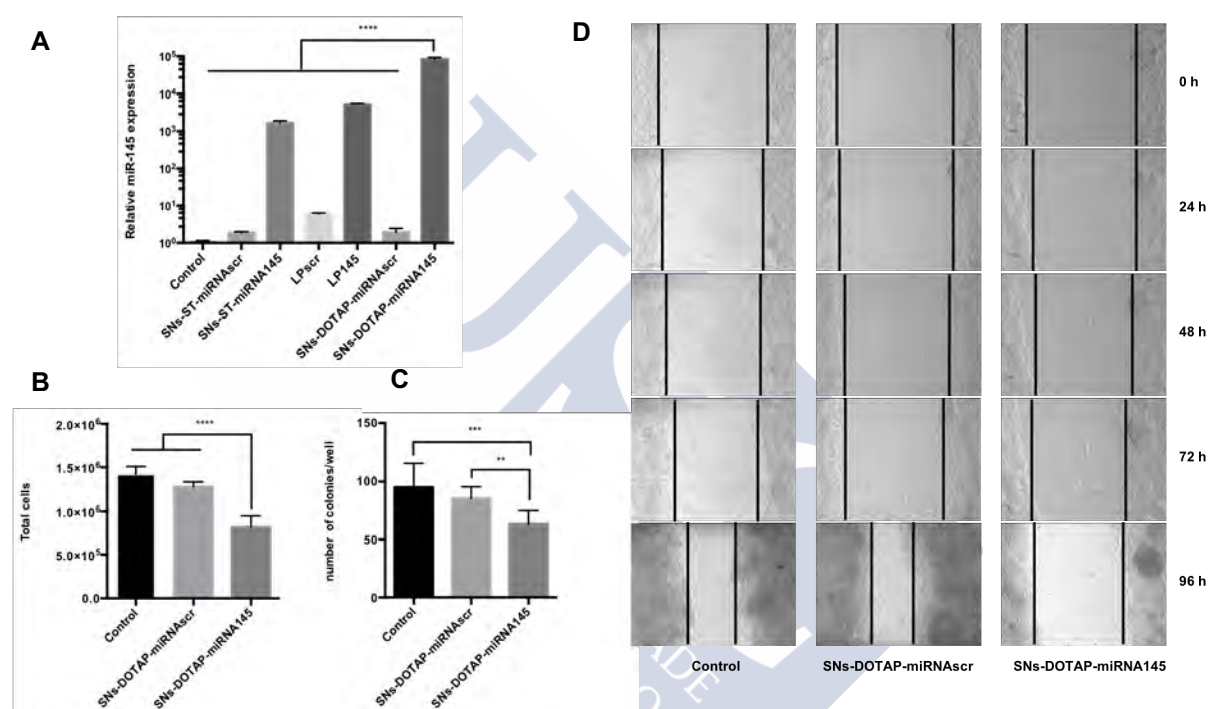 A
****
Relative miR-145 expression
10⁵
10⁴
10³
10²
10¹
10⁰
Control
SNs-ST-miRNAscr
SNs-ST-miRNA145
LPscr
LP145
SNs-DOTAP-miRNAscr
SNs-DOTAP-miRNA145
B
****
Total cells
2.0×10⁶
1.5×10⁶
1.0×10⁶
5.0×10⁵
0.0
Control
SNs-DOTAP-miRNAscr
SNs-DOTAP-miRNA145
C
***
**
number of colonies/well
150
100
50
0
Control
SNs-DOTAP-miRNAscr
SNs-DOTAP-miRNA145
D
0 h
24 h
48 h
72 h
96 h
Control
SNs-DOTAP-miRNAscr
SNs-DOTAP-miRNA145
DE